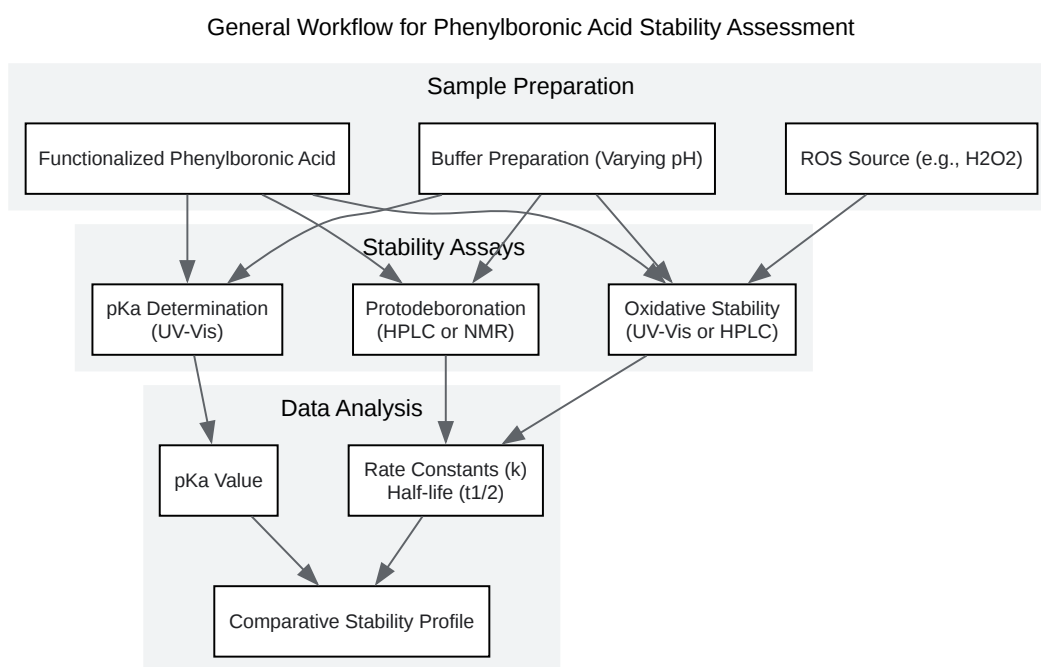 General Workflow for Phenylboronic Acid Stability Assessment
Sample Preparation
Functionalized Phenylboronic Acid
Buffer Preparation (Varying pH)
ROS Source (e.g., H2O2)
Stability Assays
pKa Determination
(UV-Vis)
Protodeboronation
(HPLC or NMR)
Oxidative Stability
(UV-Vis or HPLC)
Data Analysis
pKa Value
Rate Constants (k)
Half-life (t1/2)
Comparative Stability Profile